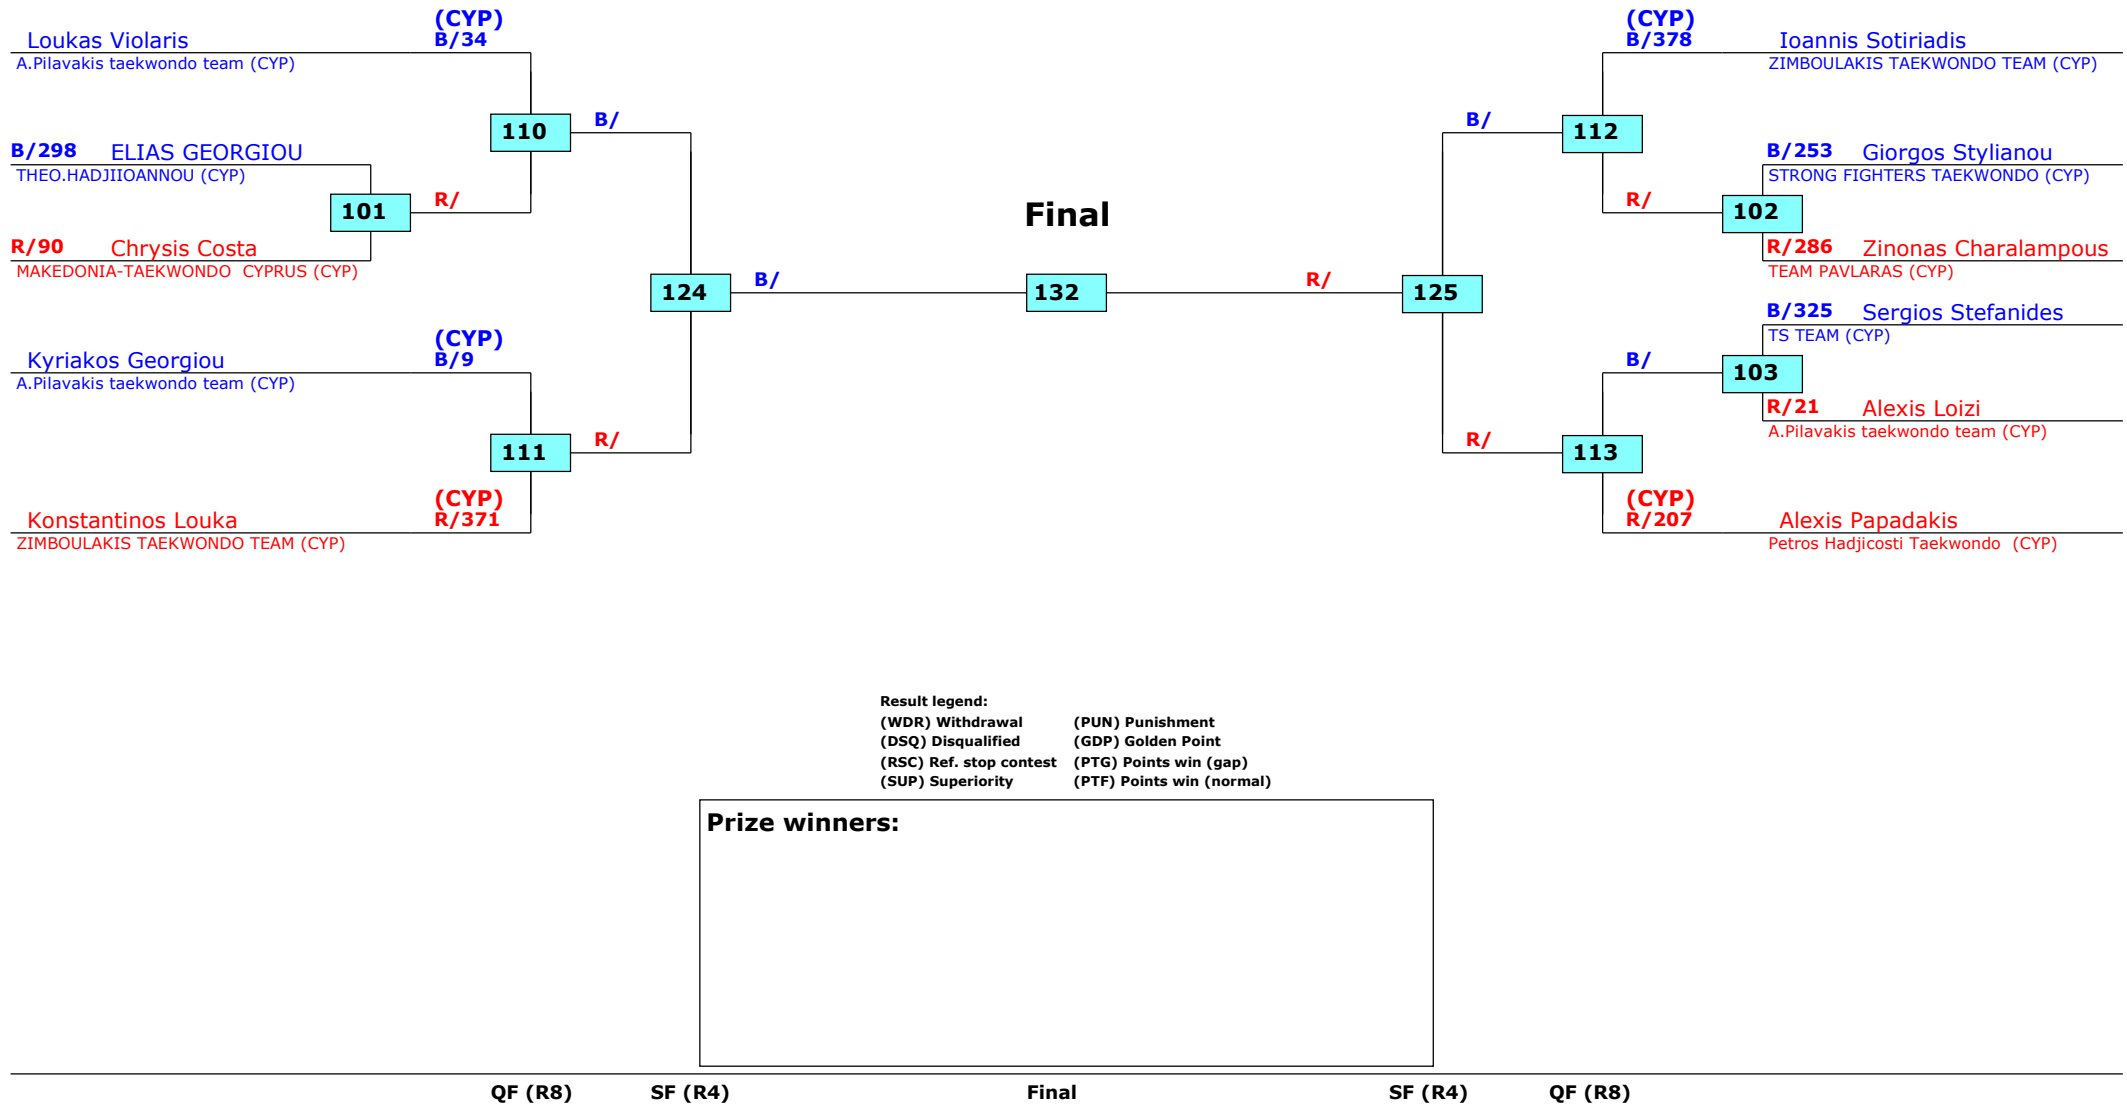 (CYP)
Loukas Violaris B/34
A.Pilavakis taekwondo team (CYP)
110 B/
B/298 ELIAS GEORGIOU
THEO.HADJIIOANNOU (CYP)
101 R/
R/90 Chrysis Costa
MAKEDONIA-TAEKWONDO  CYPRUS (CYP)
124 B/
(CYP)
Kyriakos Georgiou B/9
A.Pilavakis taekwondo team (CYP)
111 R/
(CYP)
Konstantinos Louka R/371
ZIMBOULAKIS TAEKWONDO TEAM (CYP)
Final
132
(CYP)
B/378 Ioannis Sotiriadis
ZIMBOULAKIS TAEKWONDO TEAM (CYP)
B/ 112
B/253 Giorgos Stylianou
STRONG FIGHTERS TAEKWONDO (CYP)
R/ 102
R/286 Zinonas Charalampous
TEAM PAVLARAS (CYP)
R/ 125
B/325 Sergios Stefanides
TS TEAM (CYP)
B/ 103
R/21 Alexis Loizi
A.Pilavakis taekwondo team (CYP)
R/ 113
(CYP)
R/207 Alexis Papadakis
Petros Hadjicosti Taekwondo  (CYP)
Result legend:
(WDR) Withdrawal (PUN) Punishment
(DSQ) Disqualified (GDP) Golden Point
(RSC) Ref. stop contest (PTG) Points win (gap)
(SUP) Superiority (PTF) Points win (normal)
Prize winners:
QF (R8) SF (R4) Final SF (R4) QF (R8)